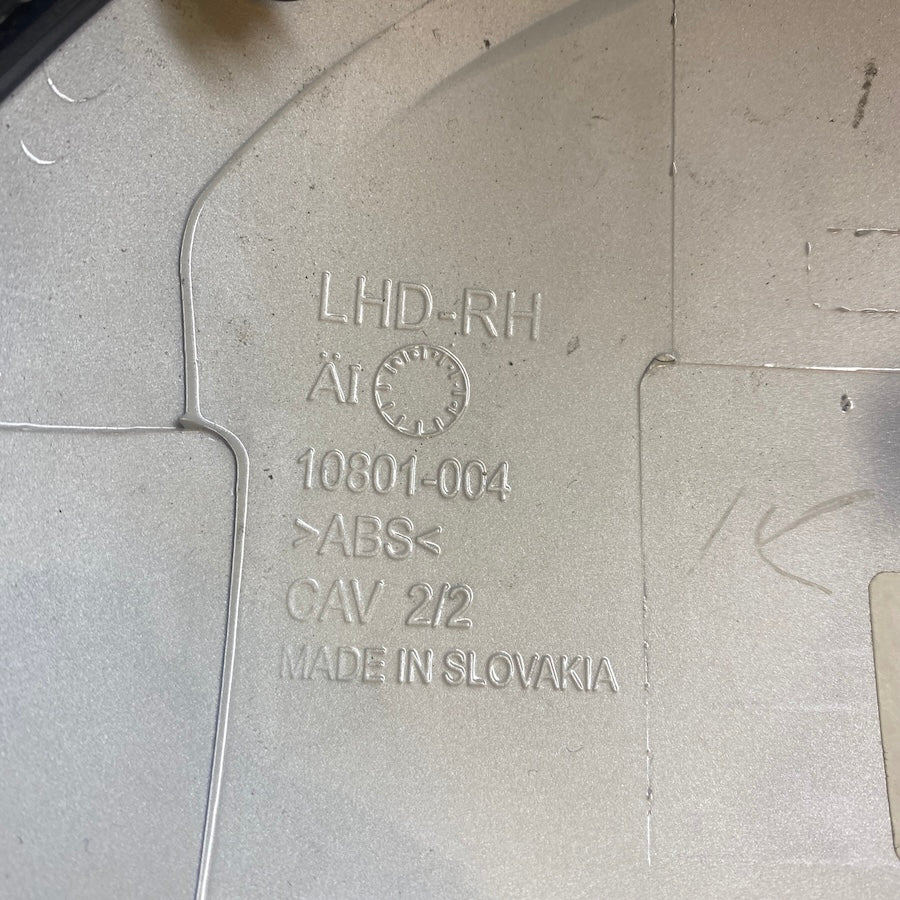 LHD-RH
ÄI
10801-004
>ABS<
CAV 2/2
MADE IN SLOVAKIA